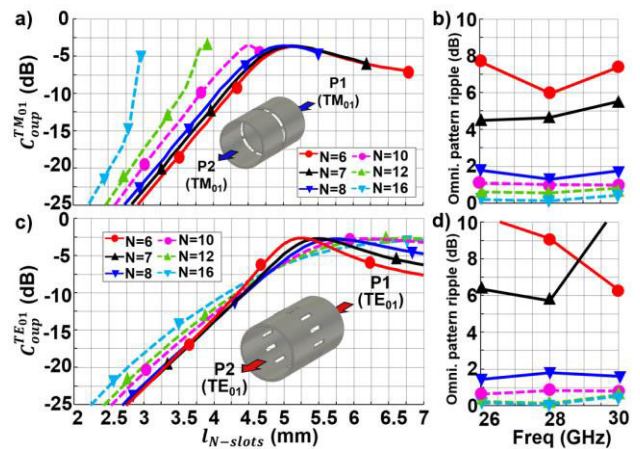 a)
0
-5
-10
-15
-20
-25
C_oup^TM01 (dB)
P1
(TM01)
P2
(TM01)
N=6 N=10
N=7 N=12
N=8 N=16
b)
10
8
6
4
2
0
Omni. pattern ripple
(dB)
c)
0
-5
-10
-15
-20
-25
C_oup^TE01 (dB)
N=6 N=10
N=7 N=12
N=8 N=16
P1
(TE01)
P2
(TE01)
2 2.5 3 3.5 4 4.5 5 5.5 6 6.5 7
l_N-slots (mm)
d)
10
8
6
4
2
0
Omni. pattern ripple
(dB)
26 28 30
Freq (GHz)